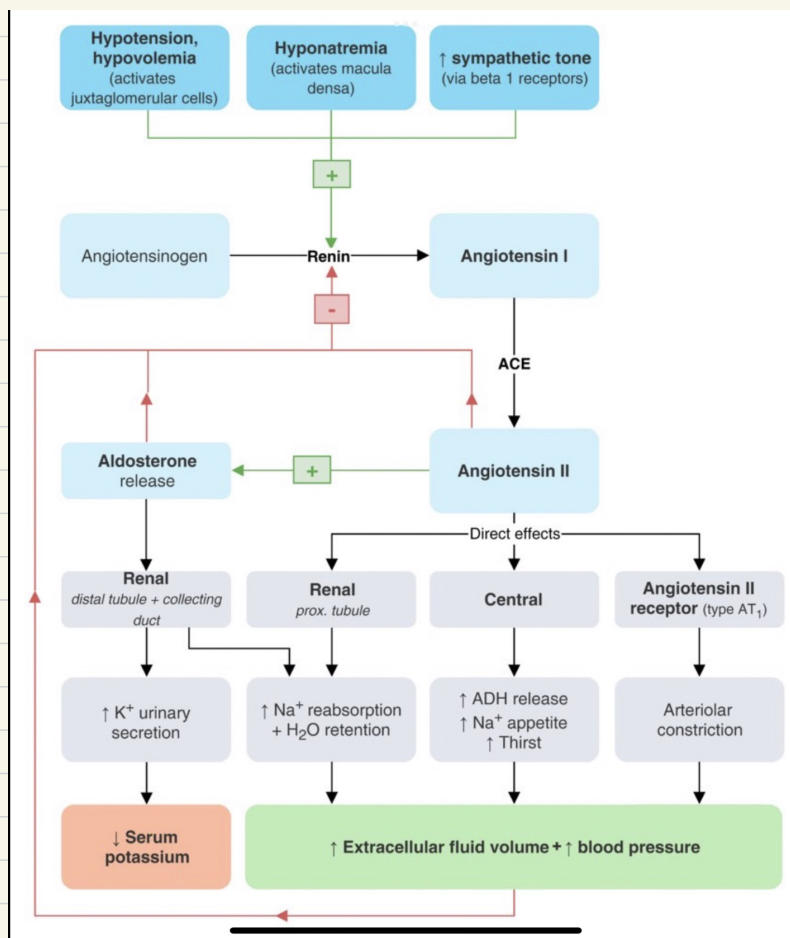 Hypotension,
hypovolemia
(activates
juxtaglomerular cells)
Hyponatremia
(activates macula
densa)
↑ sympathetic tone
(via beta 1 receptors)
+
Angiotensinogen
Renin
Angiotensin I
-
ACE
Aldosterone
release
+
Angiotensin II
Direct effects
Renal
distal tubule + collecting
duct
Renal
prox. tubule
Central
Angiotensin II
receptor (type AT₁)
↑ K⁺ urinary
secretion
↑ Na⁺ reabsorption
+ H₂O retention
↑ ADH release
↑ Na⁺ appetite
↑ Thirst
Arteriolar
constriction
↓ Serum
potassium
↑ Extracellular fluid volume + ↑ blood pressure